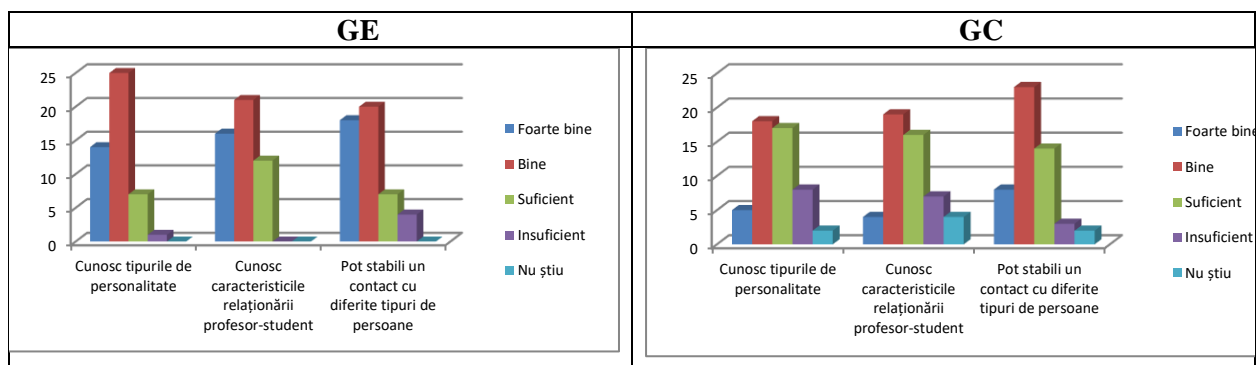 GE
GC
25
20
15
10
5
0
Cunosc tipurile de
personalitate
Cunosc
caracteristicile
relaționării
profesor-student
Pot stabili un
contact cu
diferite tipuri de
persoane
Foarte bine
Bine
Suficient
Insuficient
Nu știu
25
20
15
10
5
0
Cunosc tipurile de
personalitate
Cunosc
caracteristicile
relaționării
profesor-student
Pot stabili un
contact cu diferite
tipuri de persoane
Foarte bine
Bine
Suficient
Insuficient
Nu știu